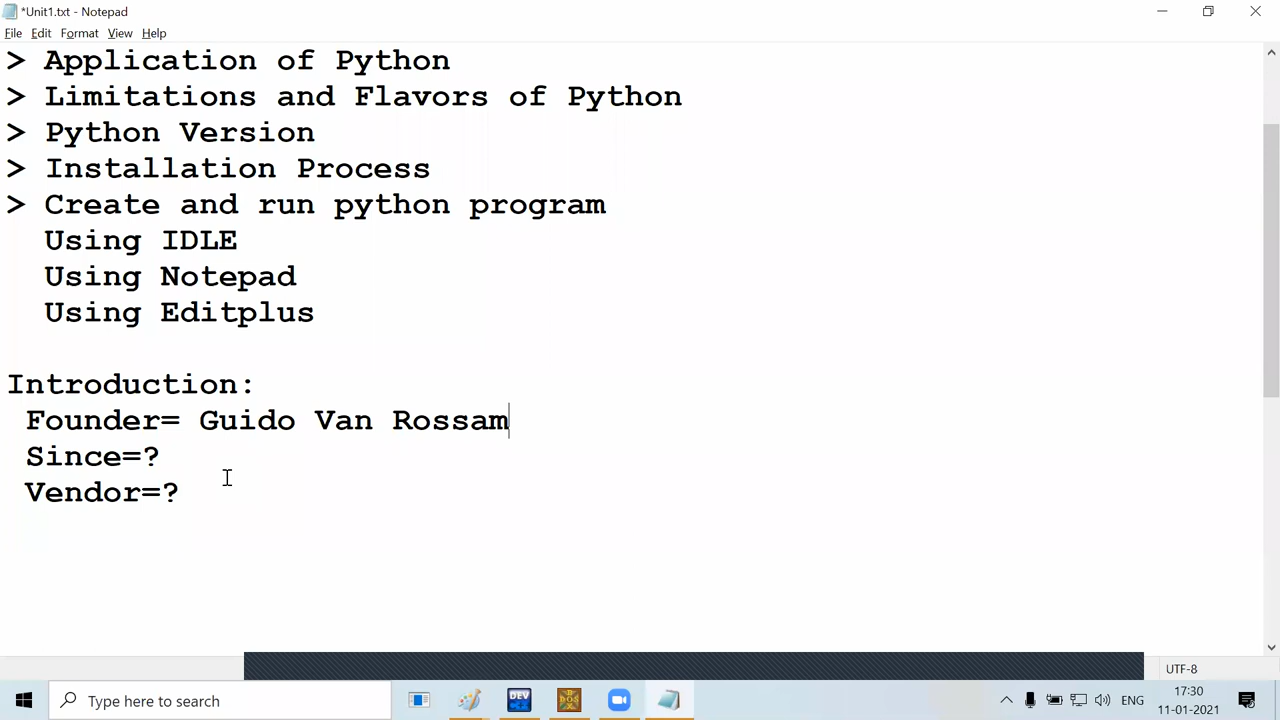 *Unit1.txt - Notepad
File Edit Format View Help
> Application of Python
> Limitations and Flavors of Python
> Python Version
> Installation Process
> Create and run python program
Using IDLE
Using Notepad
Using Editplus
Introduction:
Founder= Guido Van Rossam
Since=?
Vendor=?
UTF-8
Type here to search
DEV
DOS
ENG
17:30
11-01-2021